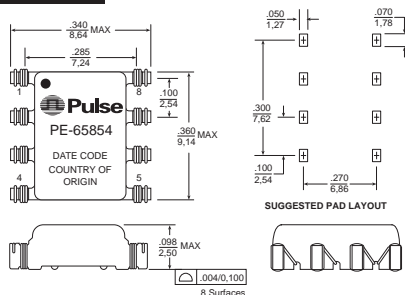 .340 MAX
8,64
.285
7,24
1
8
.100
2,54
Pulse
PE-65854
DATE CODE
COUNTRY OF
ORIGIN
.360 MAX
9,14
4
5
.098 MAX
2,50
.004/0,100
8 Surfaces
.050
1,27
.070
1,78
.300
7,62
.100
2,54
.270
6,86
SUGGESTED PAD LAYOUT